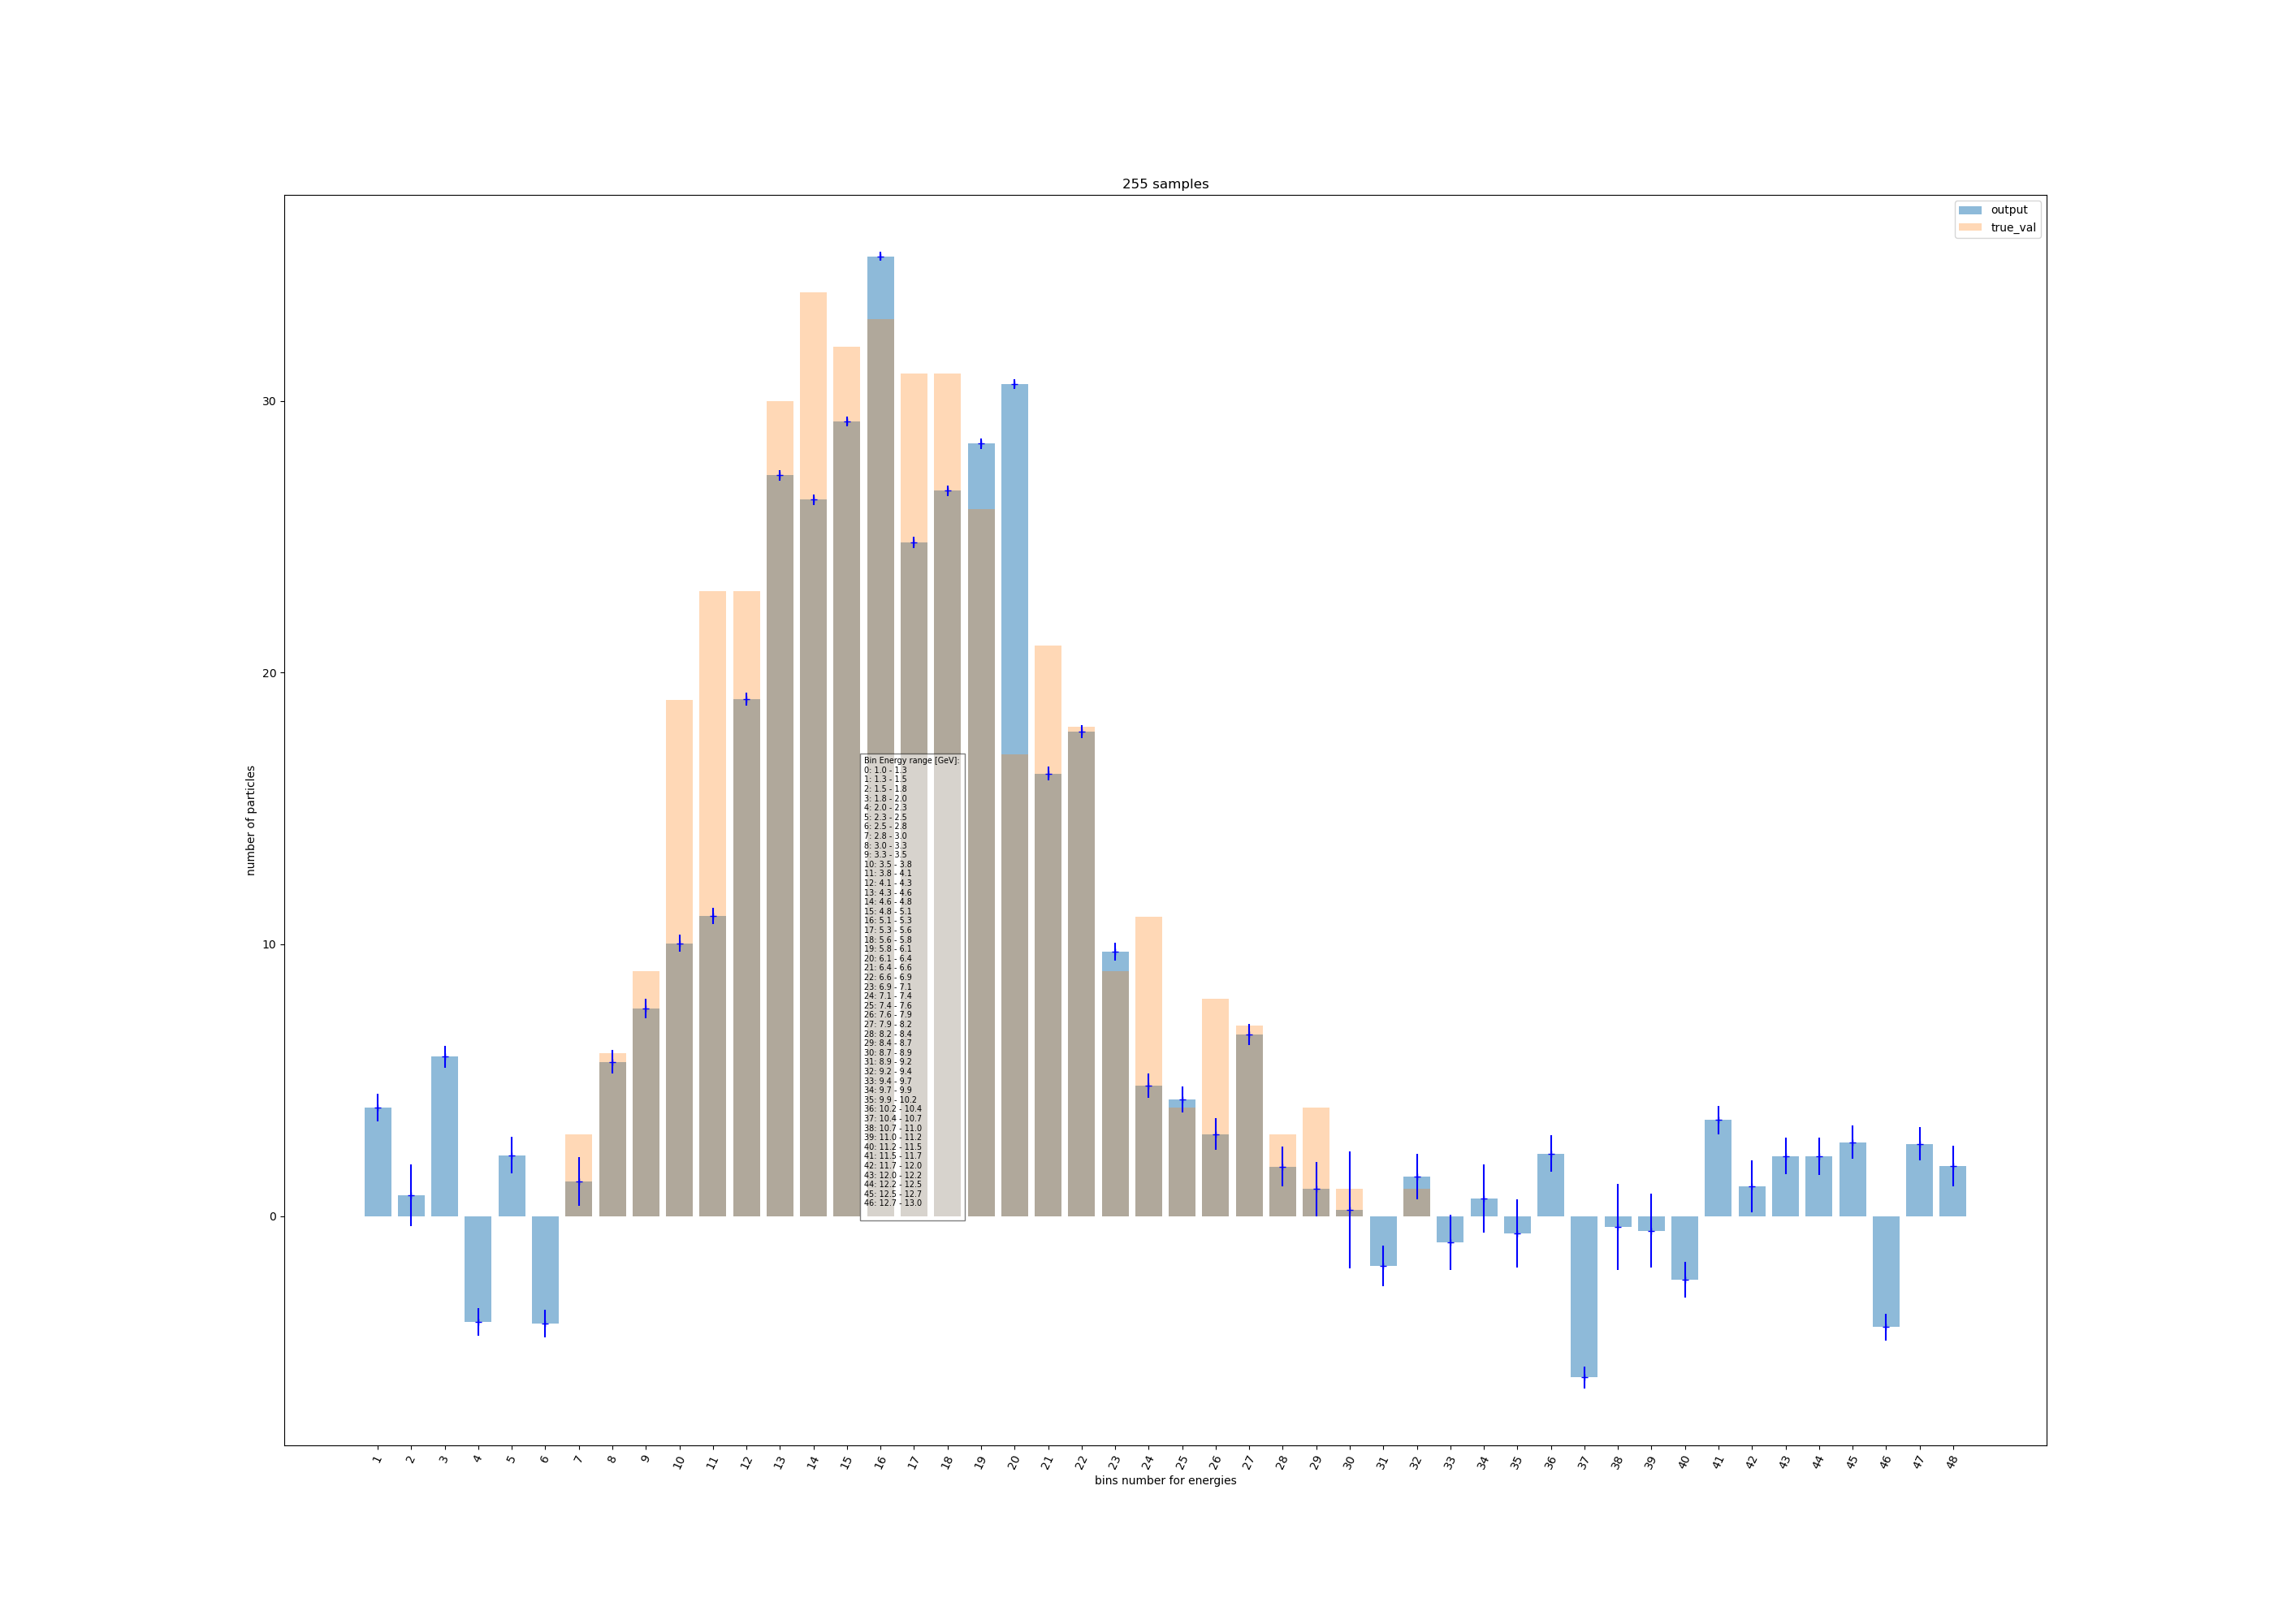 255 samples
output
true_val
30
20
10
0
number of particles
Bin Energy range [GeV]:
0: 1.0 - 1.3
1: 1.3 - 1.5
2: 1.5 - 1.8
3: 1.8 - 2.0
4: 2.0 - 2.3
5: 2.3 - 2.5
6: 2.5 - 2.8
7: 2.8 - 3.0
8: 3.0 - 3.3
9: 3.3 - 3.5
10: 3.5 - 3.8
11: 3.8 - 4.1
12: 4.1 - 4.3
13: 4.3 - 4.6
14: 4.6 - 4.8
15: 4.8 - 5.1
16: 5.1 - 5.3
17: 5.3 - 5.6
18: 5.6 - 5.8
19: 5.8 - 6.1
20: 6.1 - 6.4
21: 6.4 - 6.6
22: 6.6 - 6.9
23: 6.9 - 7.1
24: 7.1 - 7.4
25: 7.4 - 7.6
26: 7.6 - 7.9
27: 7.9 - 8.2
28: 8.2 - 8.4
29: 8.4 - 8.7
30: 8.7 - 8.9
31: 8.9 - 9.2
32: 9.2 - 9.4
33: 9.4 - 9.7
34: 9.7 - 9.9
35: 9.9 - 10.2
36: 10.2 - 10.4
37: 10.4 - 10.7
38: 10.7 - 11.0
39: 11.0 - 11.2
40: 11.2 - 11.5
41: 11.5 - 11.7
42: 11.7 - 12.0
43: 12.0 - 12.2
44: 12.2 - 12.5
45: 12.5 - 12.7
46: 12.7 - 13.0
1 2 3 4 5 6 7 8 9 10 11 12 13 14 15 16 17 18 19 20 21 22 23 24 25 26 27 28 29 30 31 32 33 34 35 36 37 38 39 40 41 42 43 44 45 46 47 48
bins number for energies